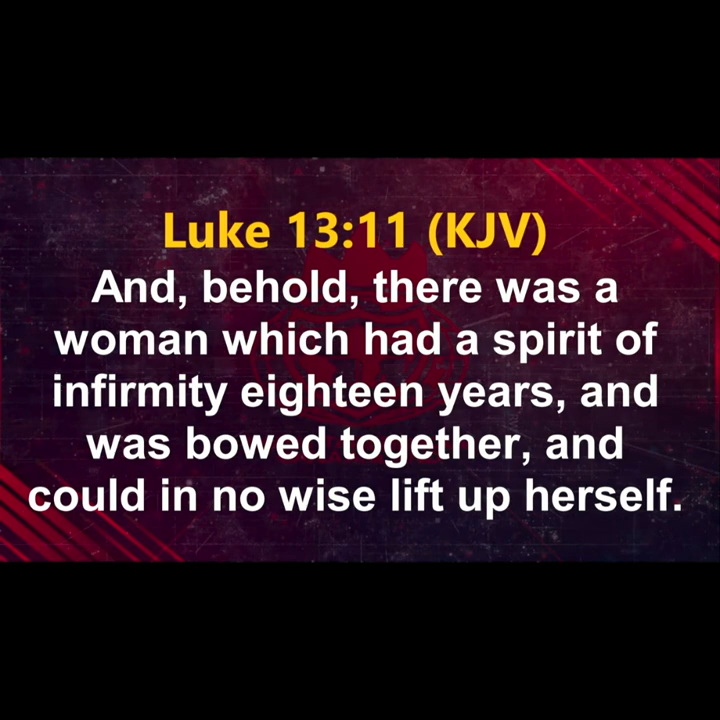 Luke 13:11 (KJV)
And, behold, there was a
woman which had a spirit of
infirmity eighteen years, and
was bowed together, and
could in no wise lift up herself.